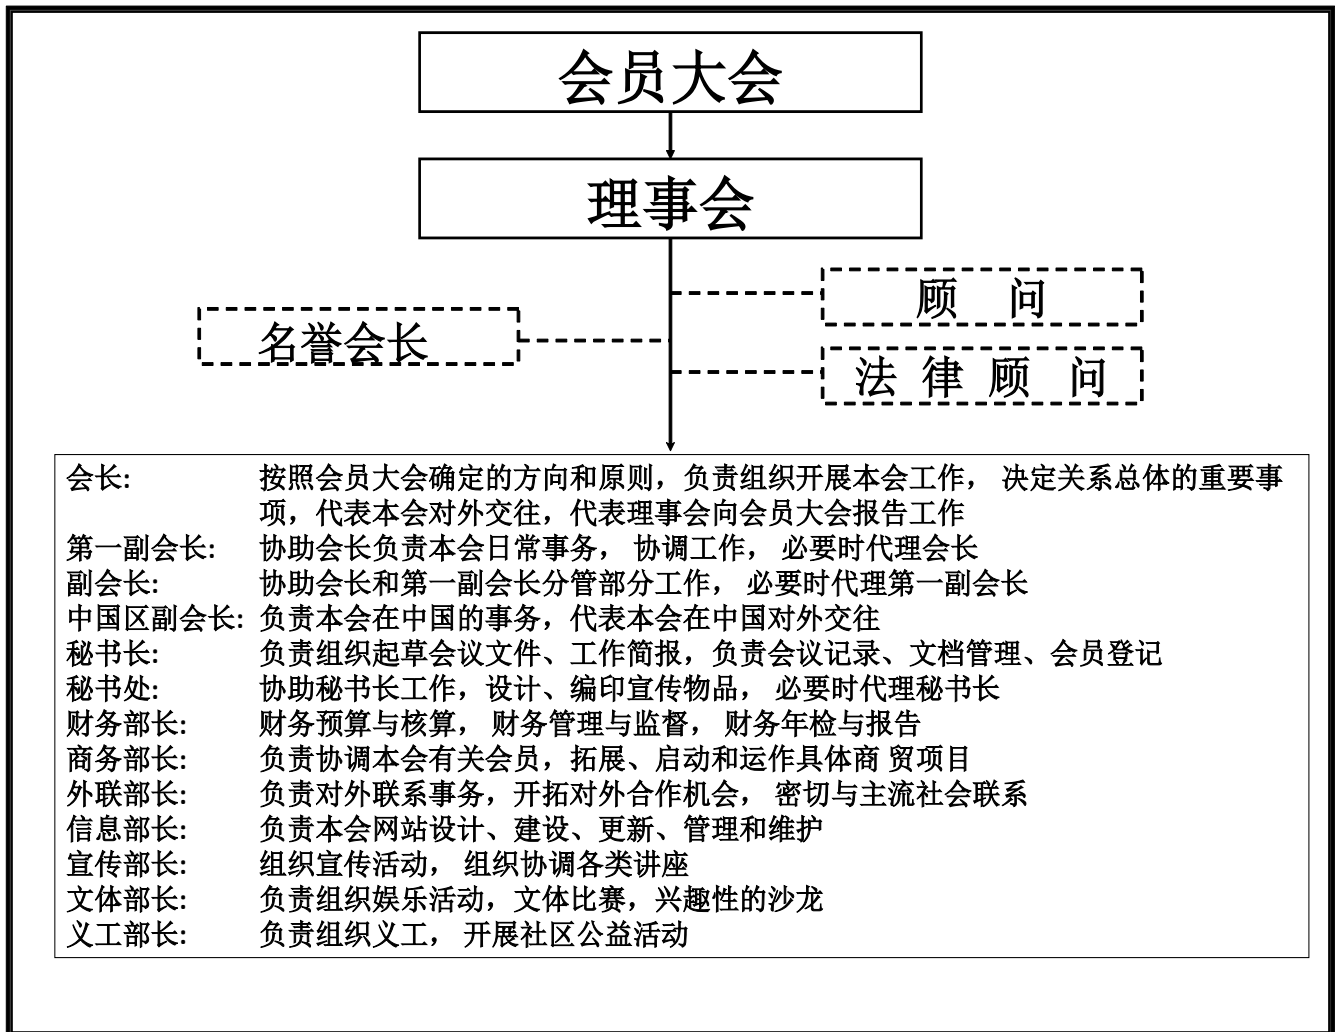 会员大会
理事会
顾 问
名誉会长
法 律 顾 问
会长: 按照会员大会确定的方向和原则，负责组织开展本会工作， 决定关系总体的重要事
项，代表本会对外交往，代表理事会向会员大会报告工作
第一副会长: 协助会长负责本会日常事务， 协调工作， 必要时代理会长
副会长: 协助会长和第一副会长分管部分工作， 必要时代理第一副会长
中国区副会长: 负责本会在中国的事务，代表本会在中国对外交往
秘书长: 负责组织起草会议文件、工作简报，负责会议记录、文档管理、会员登记
秘书处: 协助秘书长工作，设计、编印宣传物品， 必要时代理秘书长
财务部长: 财务预算与核算， 财务管理与监督， 财务年检与报告
商务部长: 负责协调本会有关会员，拓展、启动和运作具体商 贸项目
外联部长: 负责对外联系事务，开拓对外合作机会， 密切与主流社会联系
信息部长: 负责本会网站设计、建设、更新、管理和维护
宣传部长: 组织宣传活动， 组织协调各类讲座
文体部长: 负责组织娱乐活动，文体比赛，兴趣性的沙龙
义工部长: 负责组织义工， 开展社区公益活动